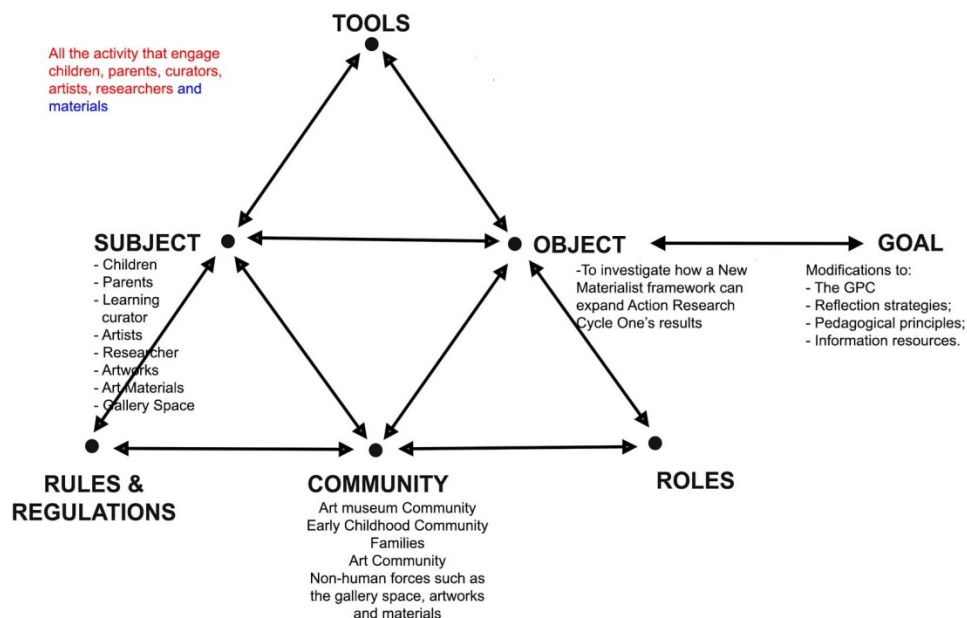 TOOLS
All the activity that engage
children, parents, curators,
artists, researchers and
materials
SUBJECT
- Children
- Parents
- Learning
curator
- Artists
- Researcher
- Artworks
- Art Materials
- Gallery Space
OBJECT
-To investigate how a New
Materialist framework can
expand Action Research
Cycle One's results
GOAL
Modifications to:
- The GPC
- Reflection strategies;
- Pedagogical principles;
- Information resources.
RULES &
REGULATIONS
COMMUNITY
Art museum Community
Early Childhood Community
Families
Art Community
Non-human forces such as
the gallery space, artworks
and materials
ROLES